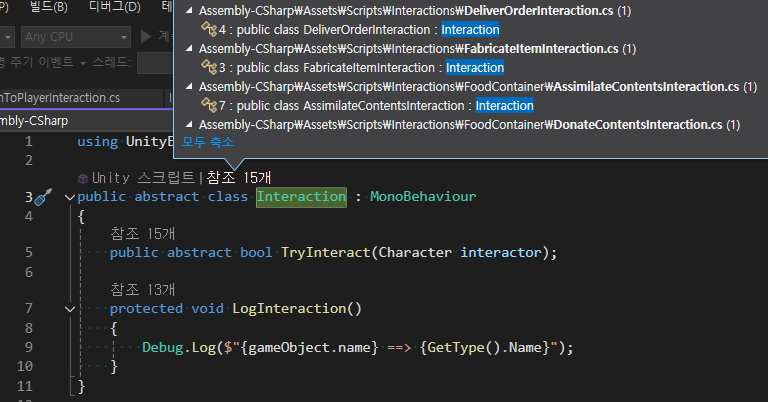 P) 빌드(B) 디버그(D) 테
Any CPU
명 주기 이벤트 스레드:
Assembly-CSharp₩Assets₩Scripts₩Interactions₩DeliverOrderInteraction.cs (1)
4 : public class DeliverOrderInteraction : Interaction
Assembly-CSharp₩Assets₩Scripts₩Interactions₩FabricateItemInteraction.cs (1)
3 : public class FabricateItemInteraction : Interaction
Assembly-CSharp₩Assets₩Scripts₩Interactions₩FoodContainer₩AssimilateContentsInteraction.cs (1)
7 : public class AssimilateContentsInteraction : Interaction
Assembly-CSharp₩Assets₩Scripts₩Interactions₩FoodContainer₩DonateContentsInteraction.cs (1)
모두 축소
nToPlayerInteraction.cs
mbly-CSharp
1 using UnityE
2
Unity 스크립트 | 참조 15개
3 public abstract class Interaction : MonoBehaviour
4 {
참조 15개
5 public abstract bool TryInteract(Character interactor);
6
참조 13개
7 protected void LogInteraction()
8 {
9 Debug.Log($"{gameObject.name} ==> {GetType().Name}");
10 }
11 }